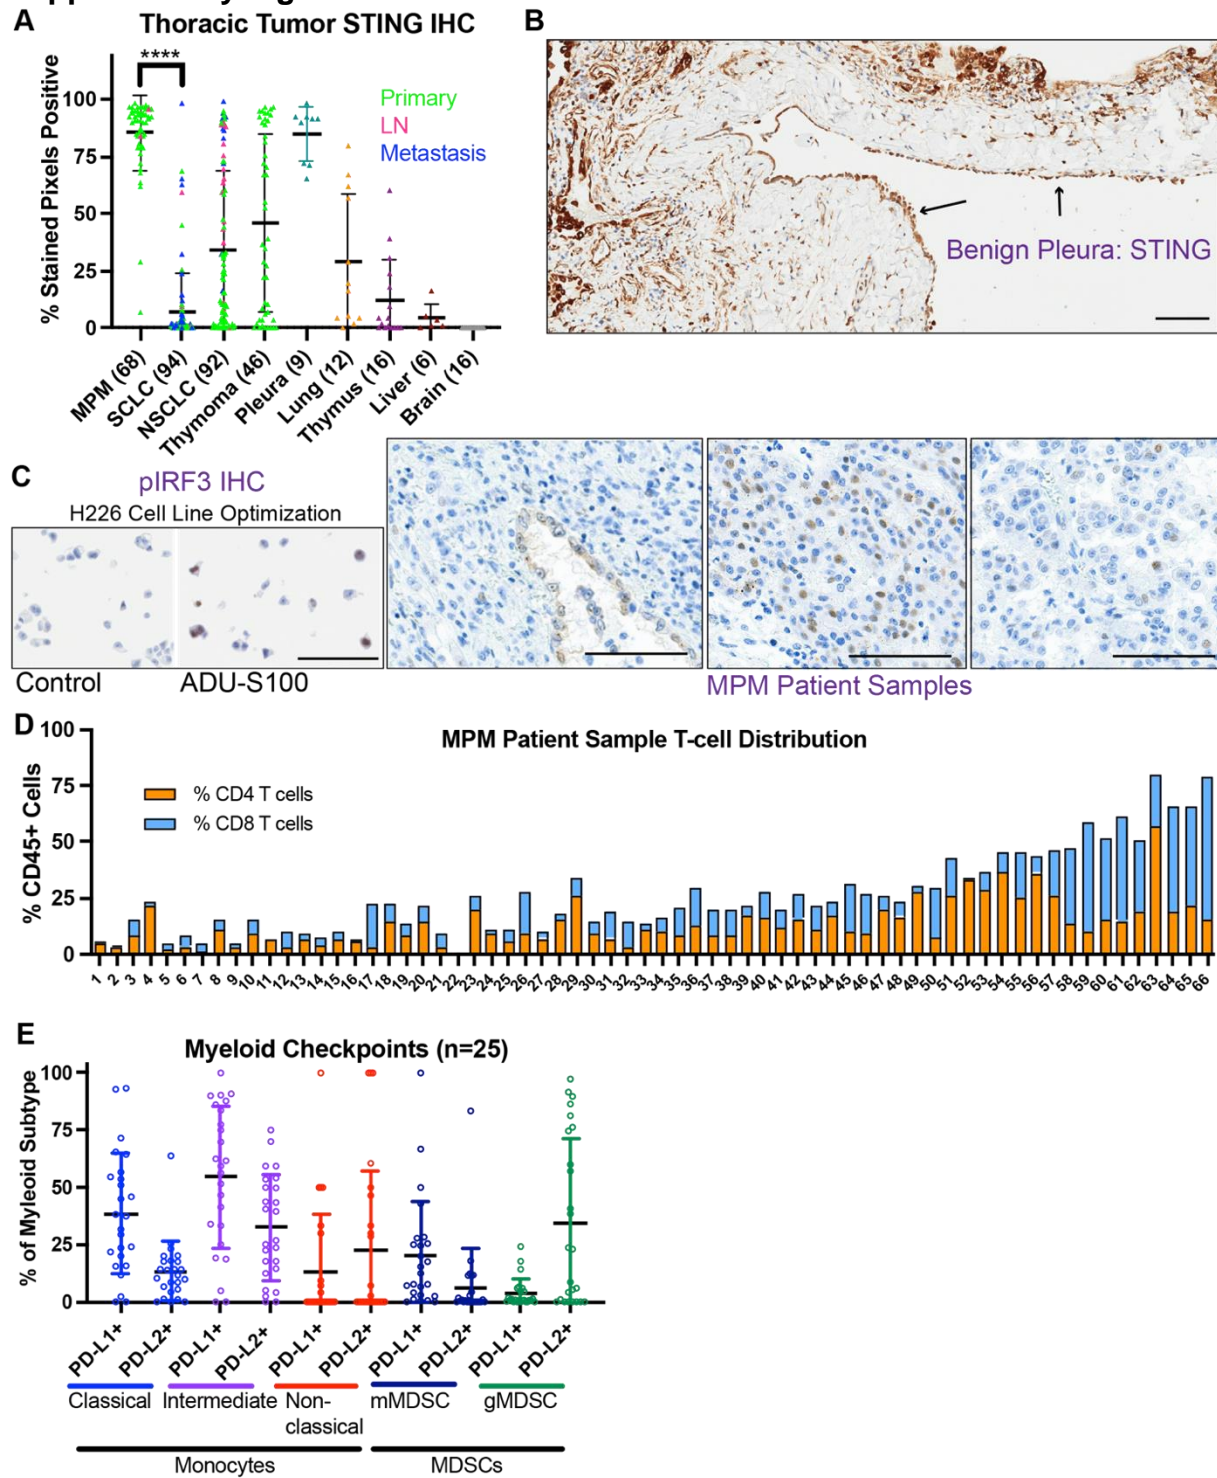 A
Thoracic Tumor STING IHC
% Stained Pixels Positive
****
100
75
50
25
0
Primary
LN
Metastasis
MPM (68)
SCLC (94)
NSCLC (92)
Thymoma (46)
Pleura (9)
Lung (12)
Thymus (16)
Liver (6)
Brain (16)
B
Benign Pleura: STING
C
pIRF3 IHC
H226 Cell Line Optimization
Control
ADU-S100
MPM Patient Samples
D
MPM Patient Sample T-cell Distribution
% CD45+ Cells
100
75
50
25
0
% CD4 T cells
% CD8 T cells
1 2 3 4 5 6 7 8 9 10 11 12 13 14 15 16 17 18 19 20 21 22 23 24 25 26 27 28 29 30 31 32 33 34 35 36 37 38 39 40 41 42 43 44 45 46 47 48 49 50 51 52 53 54 55 56 57 58 59 60 61 62 63 64 65 66
E
Myeloid Checkpoints (n=25)
% of Myleoid Subtype
100
75
50
25
0
PD-L1+ PD-L2+ PD-L1+ PD-L2+ PD-L1+ PD-L2+ PD-L1+ PD-L2+ PD-L1+ PD-L2+
Classical
Intermediate
Non-
classical
mMDSC
gMDSC
Monocytes
MDSCs